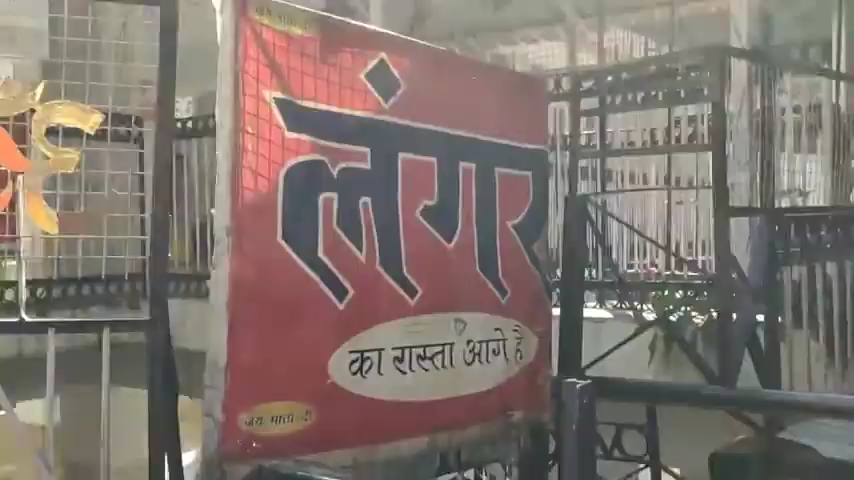 लंगर
का रास्ता आगे है
जय माता दी